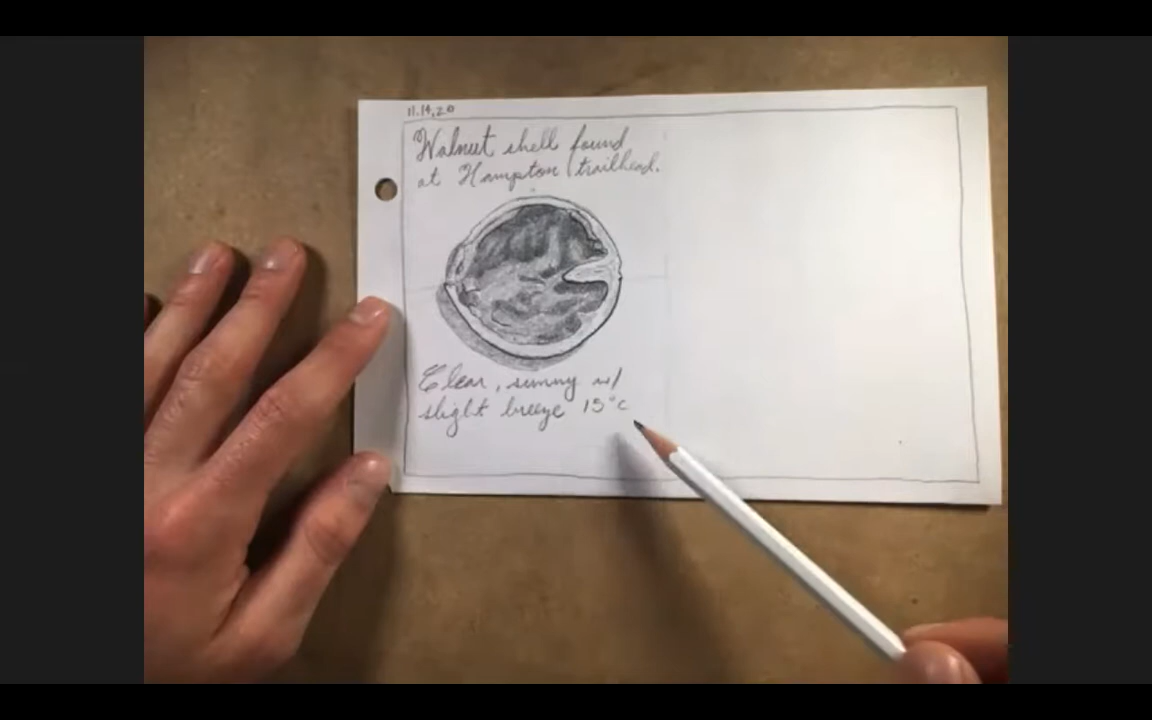 11.14.20
Walnut shell found
at Hampton trailhead.
Clear, sunny w/
slight breeze 15°C